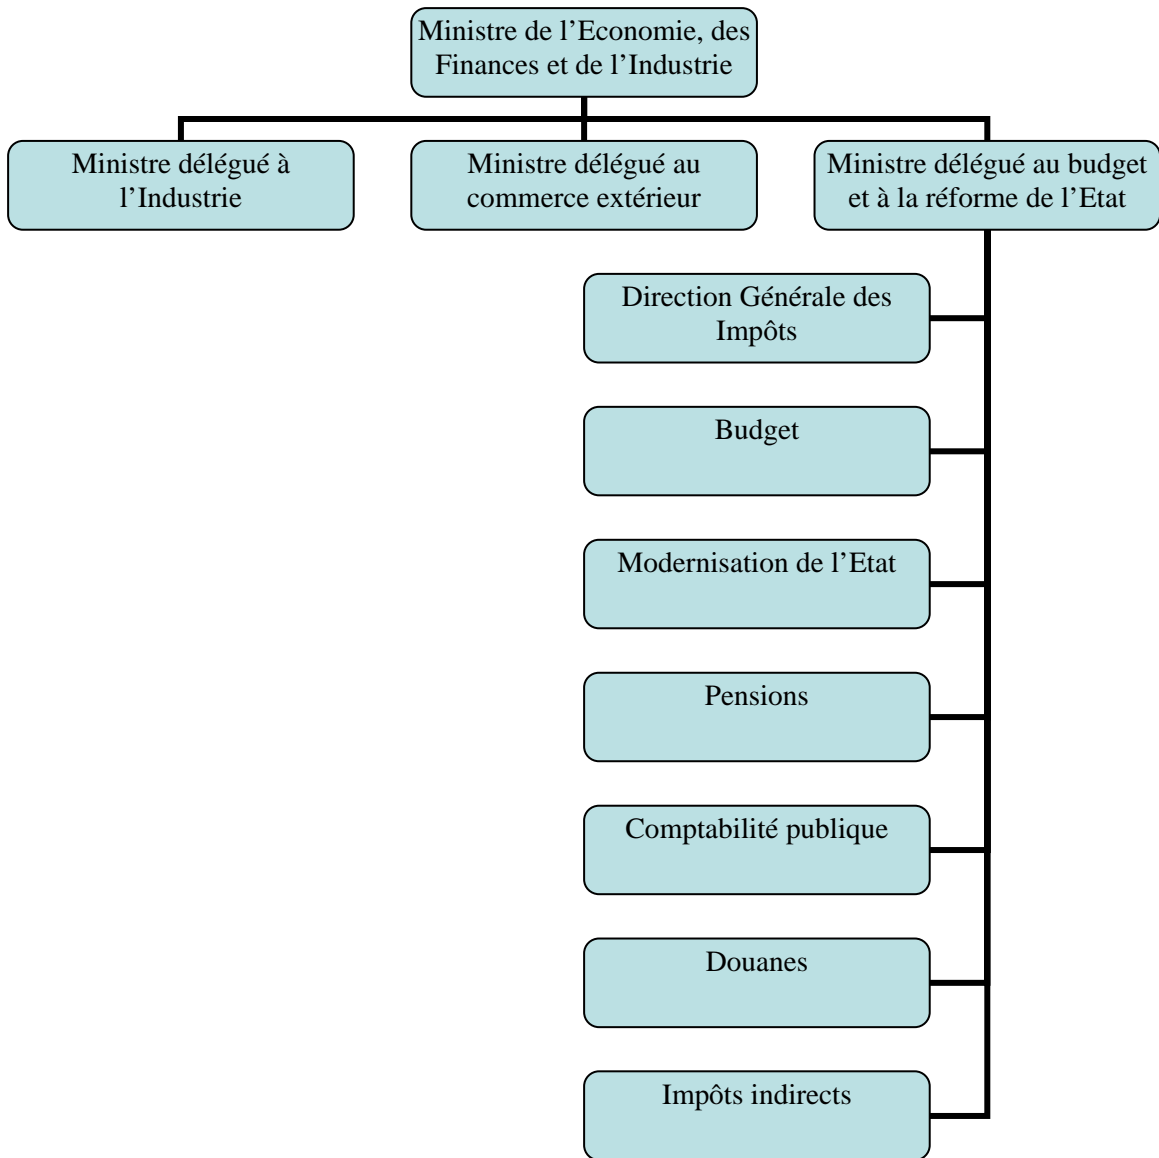 Ministre de l’Economie, des
Finances et de l’Industrie
Ministre délégué à
l’Industrie
Ministre délégué au
commerce extérieur
Ministre délégué au budget
et à la réforme de l’Etat
Direction Générale des
Impôts
Budget
Modernisation de l’Etat
Pensions
Comptabilité publique
Douanes
Impôts indirects